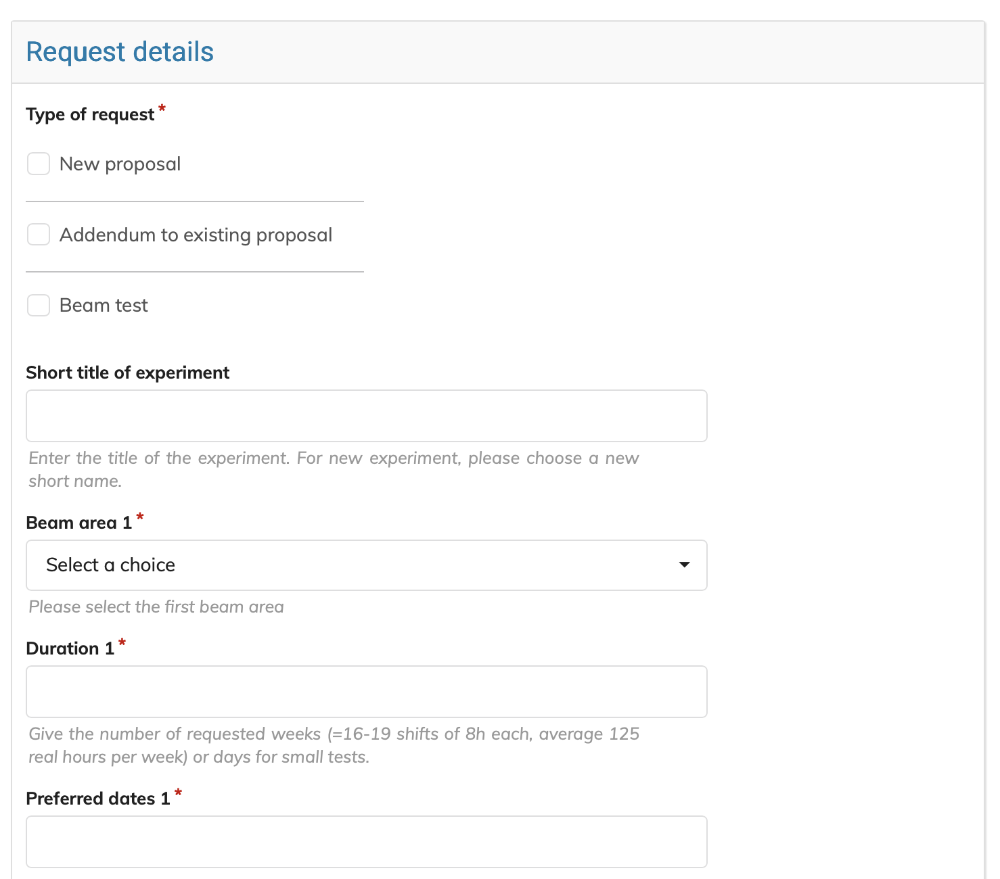 Request details
Type of request *
New proposal
Addendum to existing proposal
Beam test
Short title of experiment
Enter the title of the experiment. For new experiment, please choose a new
short name.
Beam area 1 *
Select a choice
Please select the first beam area
Duration 1 *
Give the number of requested weeks (=16-19 shifts of 8h each, average 125
real hours per week) or days for small tests.
Preferred dates 1 *